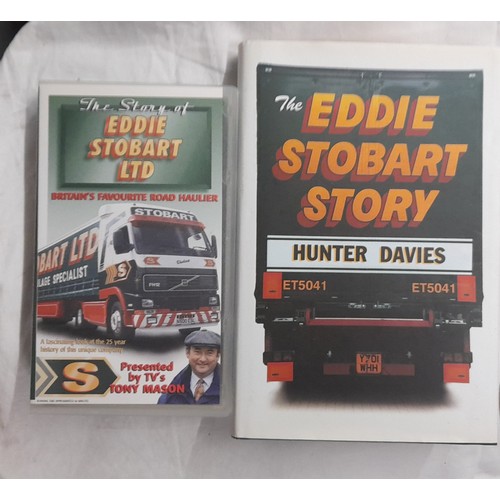 The Story of
EDDIE
STOBART
LTD
BRITAIN'S FAVOURITE ROAD HAULIER
STOBART
BART LTD
S
A fascinating look at the 25 year
history of this unique company
S
Presented
by TV's
TONY MASON
The EDDIE
STOBART
STORY
HUNTER DAVIES
ET5041 ET5041
Y701
WHH